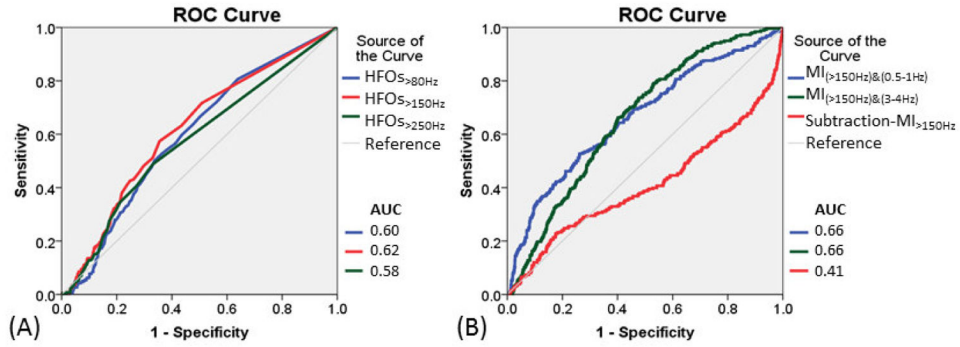 ROC Curve
Sensitivity
1.0
0.8
0.6
0.4
0.2
0.0
0.0 0.2 0.4 0.6 0.8 1.0
1 - Specificity
(A)
Source of
the Curve
HFOs>80Hz
HFOs>150Hz
HFOs>250Hz
Reference
AUC
0.60
0.62
0.58
ROC Curve
Sensitivity
1.0
0.8
0.6
0.4
0.2
0.0
0.0 0.2 0.4 0.6 0.8 1.0
1 - Specificity
(B)
Source of the
Curve
MI(>150Hz)&(0.5-1Hz)
MI(>150Hz)&(3-4Hz)
Subtraction-MI>150Hz
Reference
AUC
0.66
0.66
0.41